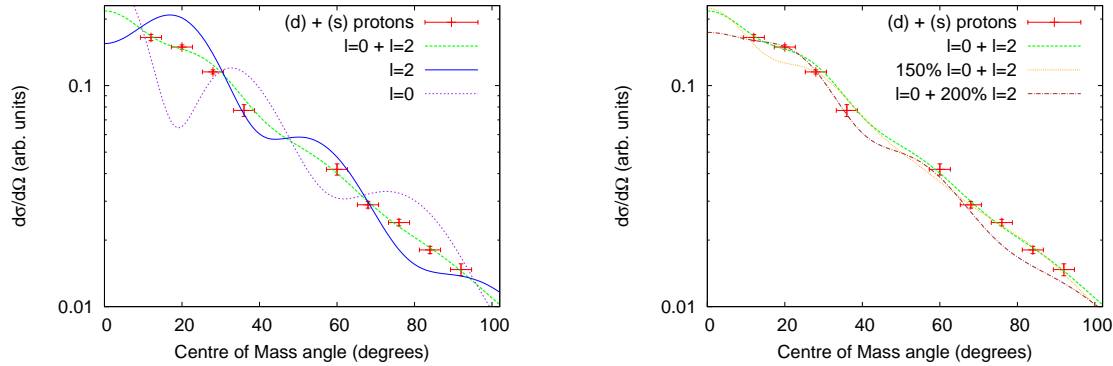 (d) + (s) protons
l=0 + l=2
l=2
l=0
0.1
0.01
dσ/dΩ (arb. units)
0 20 40 60 80 100
Centre of Mass angle (degrees)
(d) + (s) protons
l=0 + l=2
150% l=0 + l=2
l=0 + 200% l=2
0.1
0.01
dσ/dΩ (arb. units)
0 20 40 60 80 100
Centre of Mass angle (degrees)